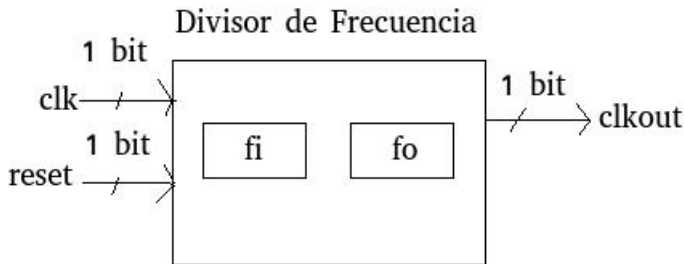 Divisor de Frecuencia
1 bit
clk
1 bit
reset
fi
fo
1 bit
clkout